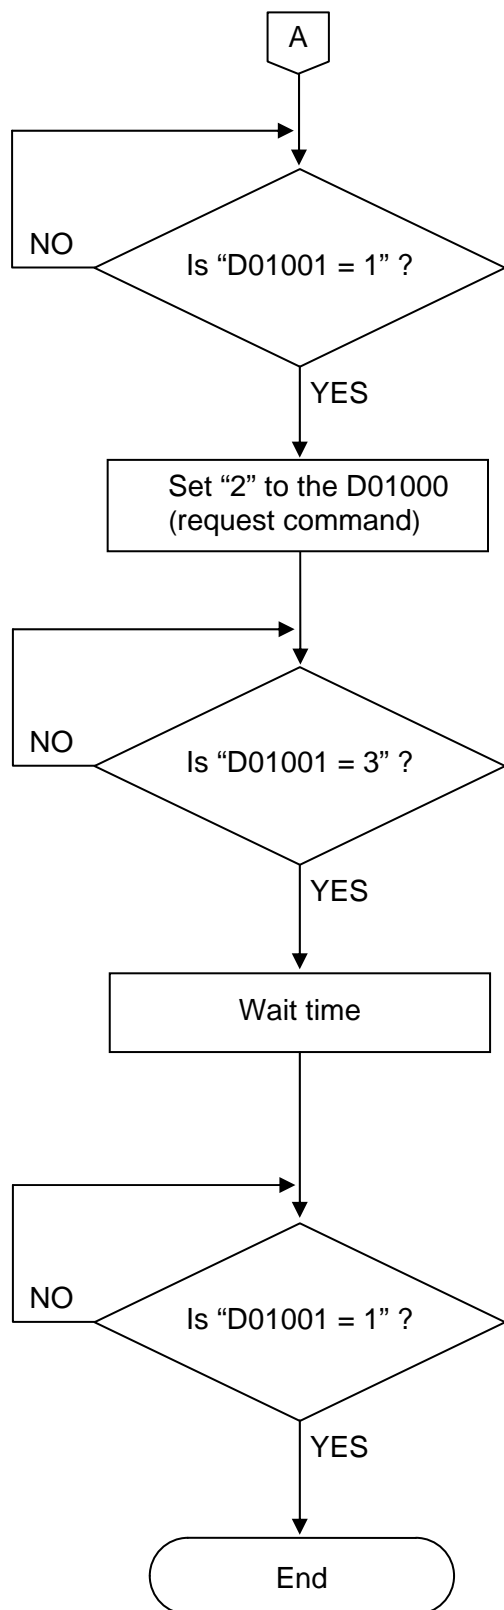 A
NO
Is “D01001 = 1” ?
YES
Set “2” to the D01000
(request command)
NO
Is “D01001 = 3” ?
YES
Wait time
NO
Is “D01001 = 1” ?
YES
End